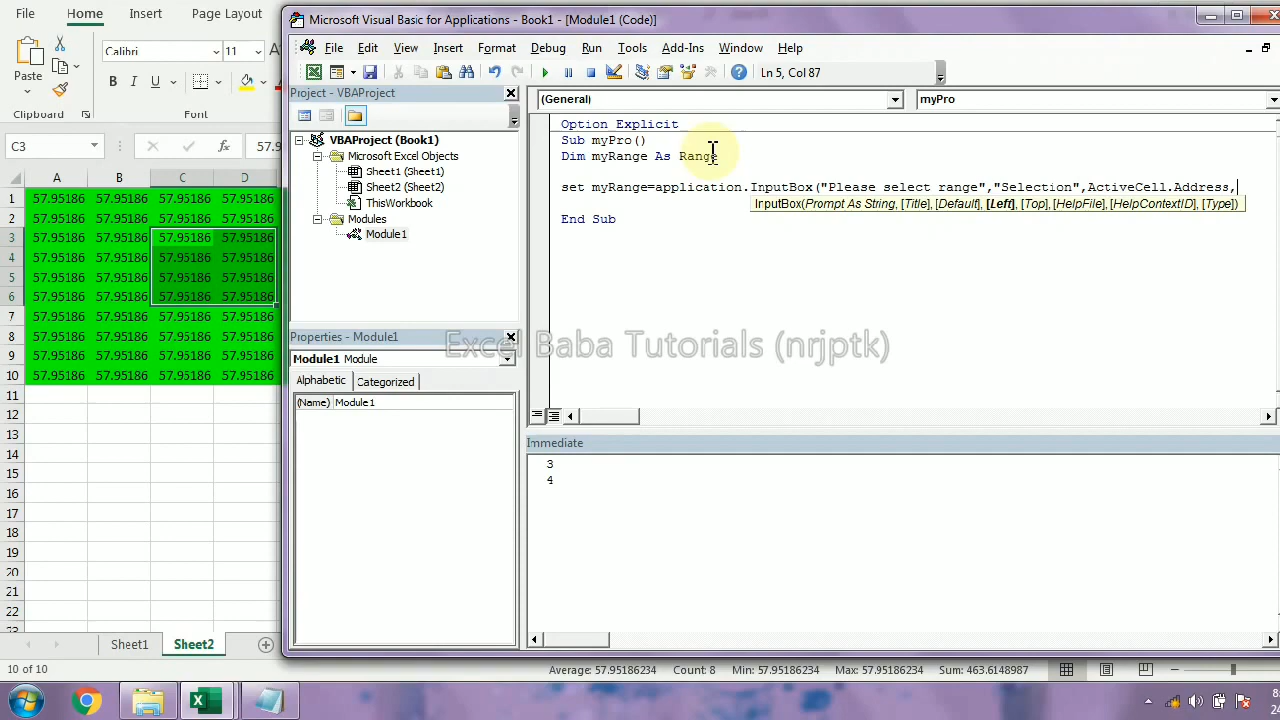 File Home Insert Page Layout
Microsoft Visual Basic for Applications - Book1 - [Module1 (Code)]
File Edit View Insert Format Debug Run Tools Add-Ins Window Help
Calibri 11
Paste
B I U
Clipboard Font
Ln 5, Col 87
Project - VBAProject
(General) myPro
VBAProject (Book1)
Microsoft Excel Objects
Sheet1 (Sheet1)
Sheet2 (Sheet2)
ThisWorkbook
Modules
Module1
Option Explicit
Sub myPro()
Dim myRange As Range
set myRange=application.InputBox("Please select range","Selection",ActiveCell.Address,
InputBox(Prompt As String, [Title], [Default], [Left], [Top], [HelpFile], [HelpContextID], [Type])
End Sub
C3 fx 57.95
A B C D
1 57.95186 57.95186 57.95186 57.95186
2 57.95186 57.95186 57.95186 57.95186
3 57.95186 57.95186 57.95186 57.95186
4 57.95186 57.95186 57.95186 57.95186
5 57.95186 57.95186 57.95186 57.95186
6 57.95186 57.95186 57.95186 57.95186
7 57.95186 57.95186 57.95186 57.95186
8 57.95186 57.95186 57.95186 57.95186
9 57.95186 57.95186 57.95186 57.95186
10 57.95186 57.95186 57.95186 57.95186
11
12
13
14
15
16
17
18
19
20
21
22
23
Excel Baba Tutorials (nrjptk)
Properties - Module1
Module1 Module
Alphabetic Categorized
(Name) Module1
Immediate
3
4
Sheet1 Sheet2
10 of 10
Average: 57.95186234 Count: 8 Min: 57.95186234 Max: 57.95186234 Sum: 463.6148987